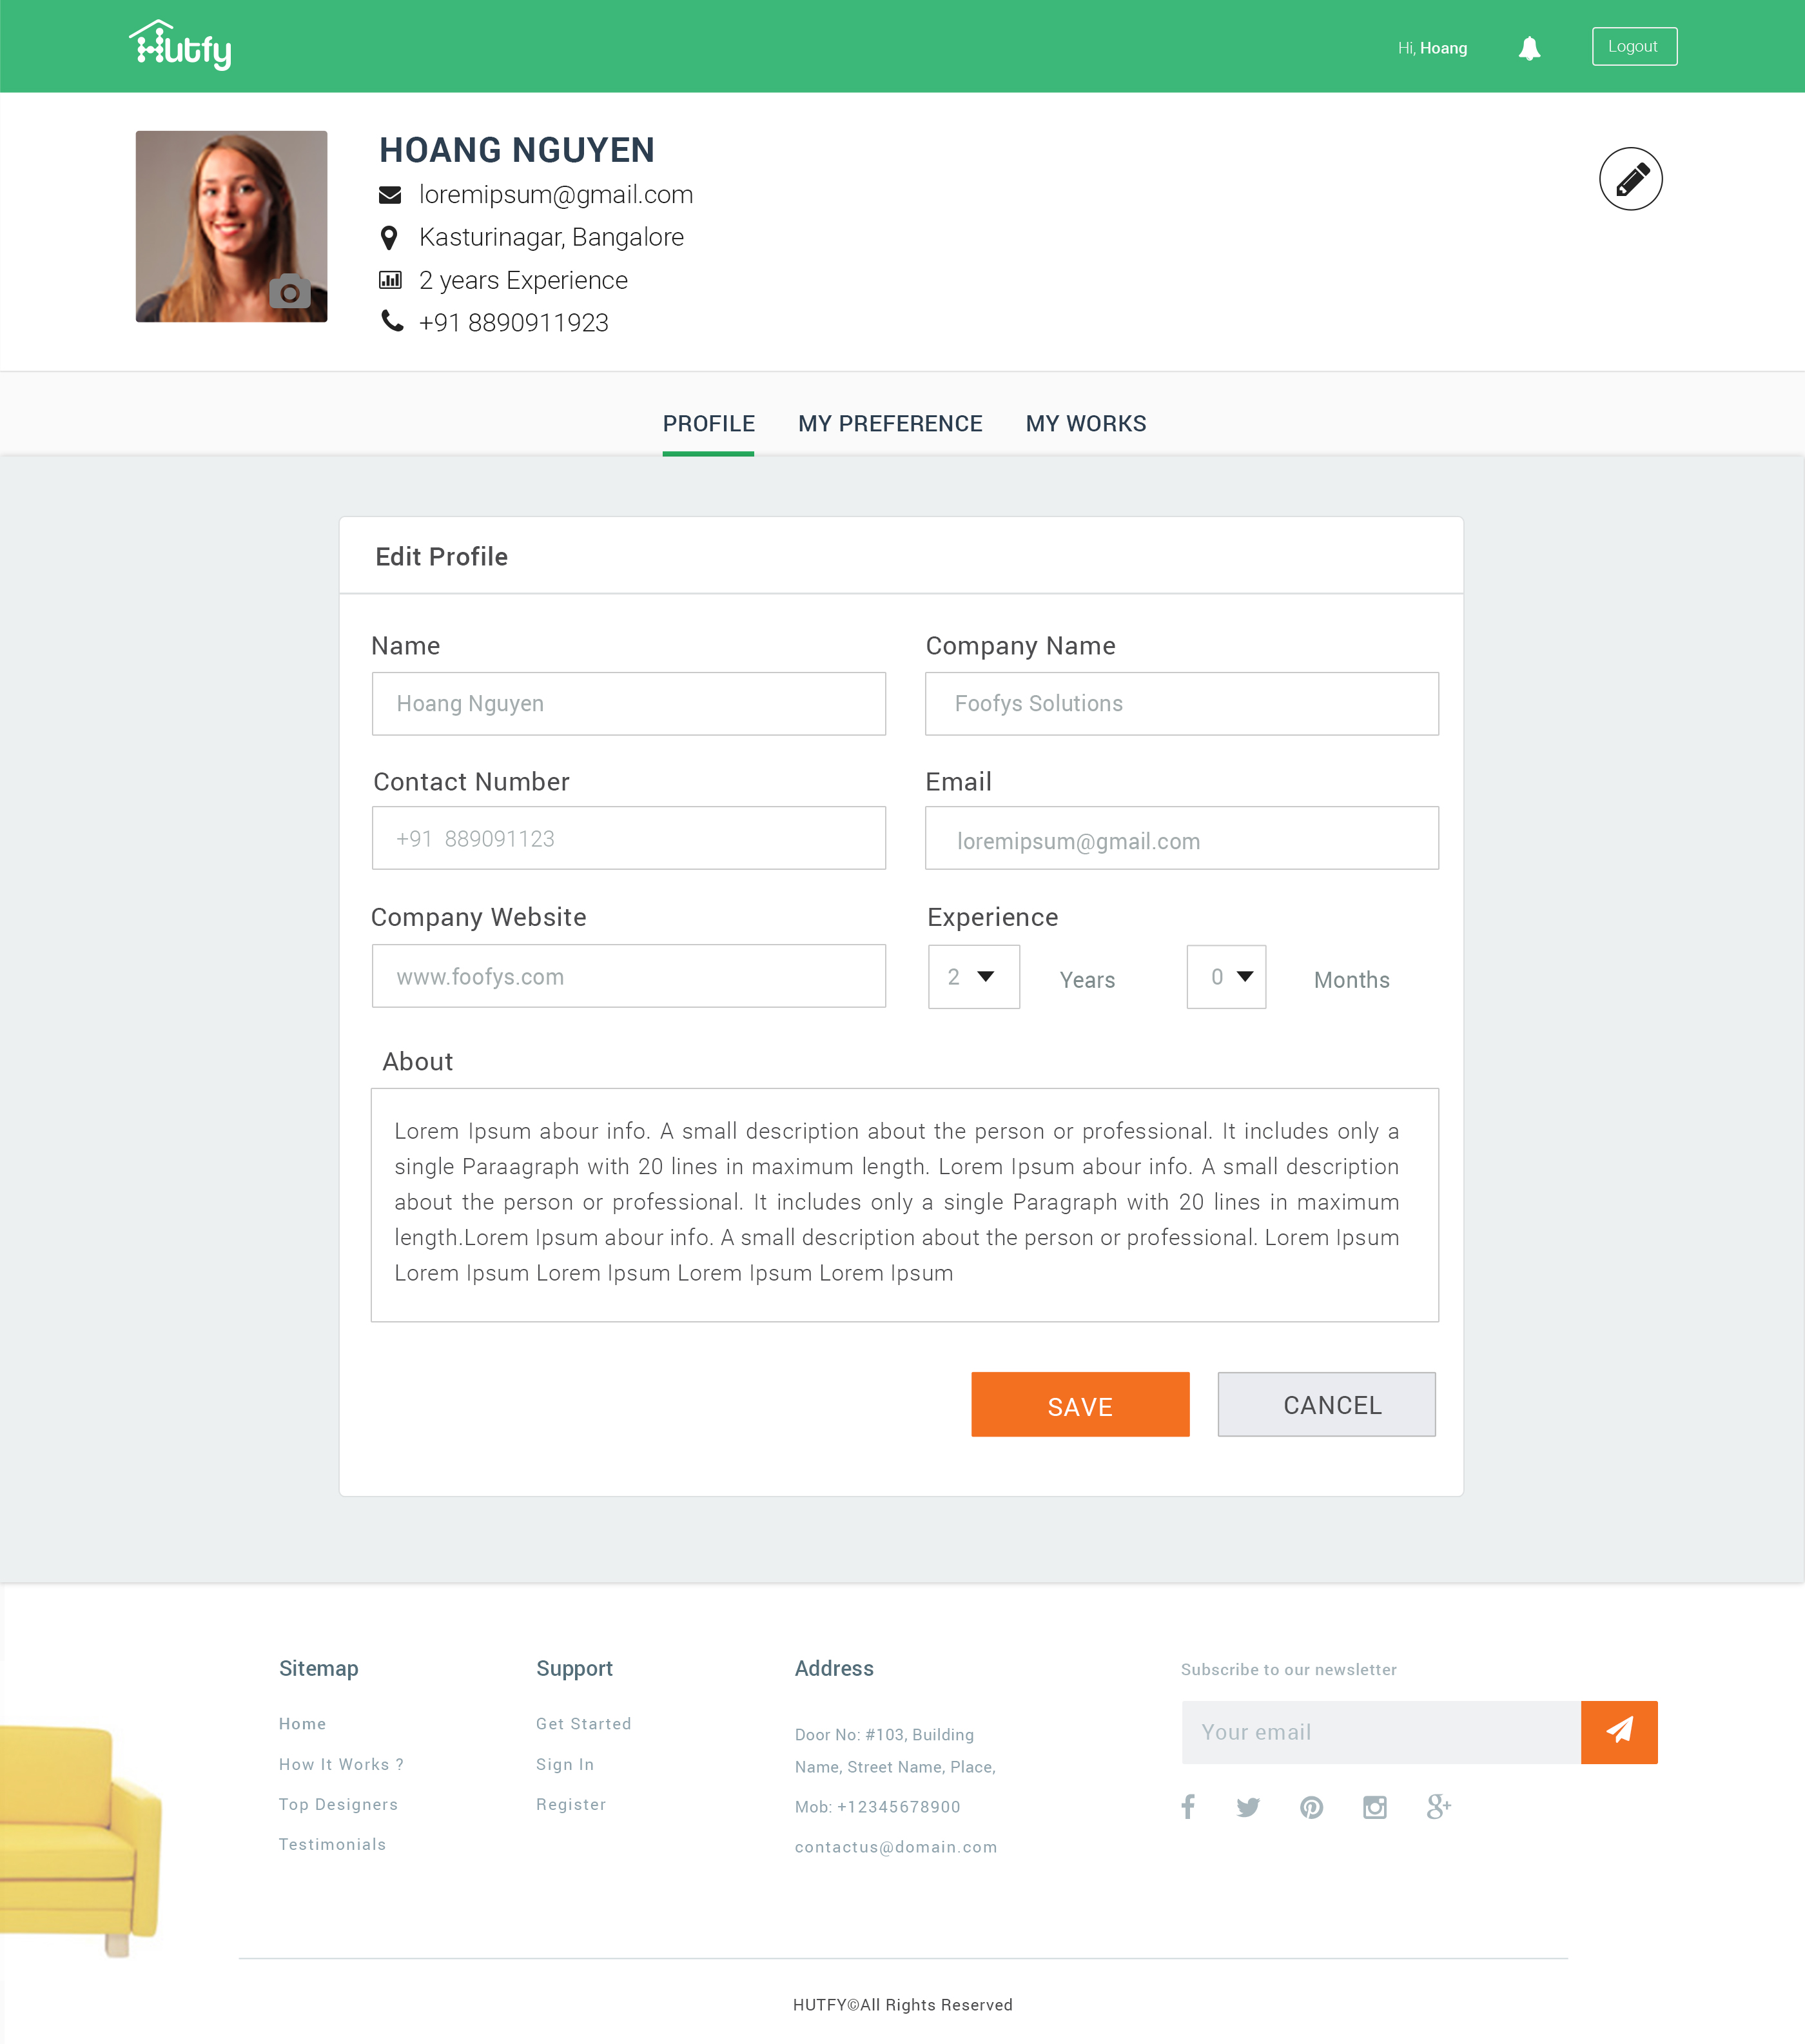 Hutfy
Hi, Hoang
Logout
HOANG NGUYEN
loremipsum@gmail.com
Kasturinagar, Bangalore
2 years Experience
+91 8890911923
PROFILE
MY PREFERENCE
MY WORKS
Edit Profile
Name
Company Name
Hoang Nguyen
Foofys Solutions
Contact Number
Email
+91 889091123
loremipsum@gmail.com
Company Website
Experience
www.foofys.com
2
Years
0
Months
About
Lorem Ipsum abour info. A small description about the person or professional. It includes only a
single Paraagraph with 20 lines in maximum length. Lorem Ipsum abour info. A small description
about the person or professional. It includes only a single Paragraph with 20 lines in maximum
length.Lorem Ipsum abour info. A small description about the person or professional. Lorem Ipsum
Lorem Ipsum Lorem Ipsum Lorem Ipsum Lorem Ipsum
SAVE
CANCEL
Sitemap
Home
How It Works ?
Top Designers
Testimonials
Support
Get Started
Sign In
Register
Address
Door No: #103, Building
Name, Street Name, Place,
Mob: +12345678900
contactus@domain.com
Subscribe to our newsletter
Your email
HUTFY©All Rights Reserved